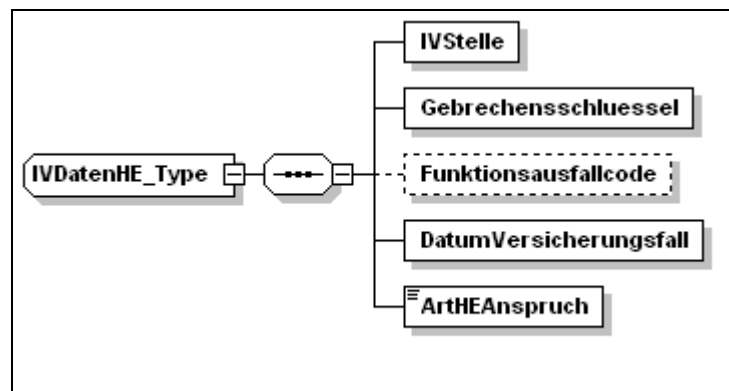 IVStelle
Gebrechensschluessel
IVDatenHE_Type
Funktionsausfallcode
DatumVersicherungsfall
ArtHEAnspruch